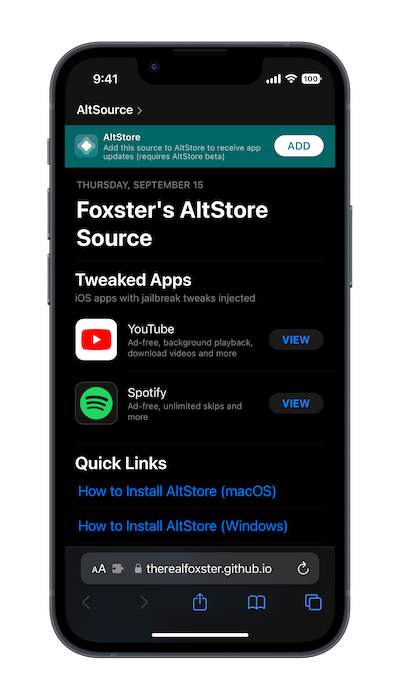 9:41
100
AltSource >
AltStore
Add this source to AltStore to receive app
updates (requires AltStore beta)
ADD
THURSDAY, SEPTEMBER 15
Foxster's AltStore
Source
Tweaked Apps
iOS apps with jailbreak tweaks injected
YouTube
Ad-free, background playback,
download videos and more
VIEW
Spotify
Ad-free, unlimited skips and
more
VIEW
Quick Links
How to Install AltStore (macOS)
How to Install AltStore (Windows)
AA
therealfoxster.github.io